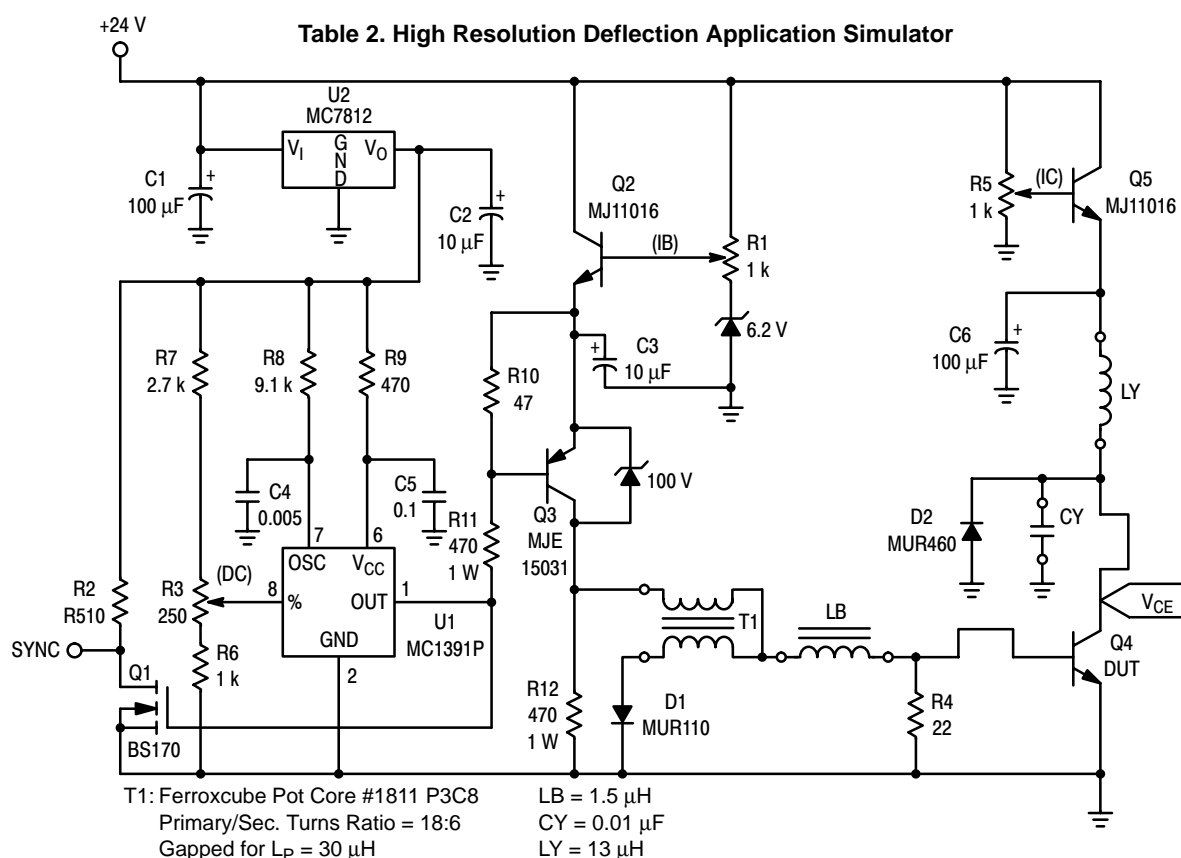 Table 2. High Resolution Deflection Application Simulator
+24 V
U2
MC7812
VI
GND
VO
C1
100 µF
+
C2
10 µF
+
Q2
MJ11016
(IB)
R1
1 k
6.2 V
R5
1 k
(IC)
Q5
MJ11016
R7
2.7 k
R8
9.1 k
R9
470
R10
47
+
C3
10 µF
C6
100 µF
+
LY
C4
0.005
C5
0.1
R11
470
1 W
Q3
MJE
15031
100 V
D2
MUR460
CY
7
6
OSC
VCC
R2
R510
R3
250
(DC)
8
%
OUT
1
U1
MC1391P
GND
2
T1
LB
VCE
SYNC
Q1
BS170
R6
1 k
R12
470
1 W
D1
MUR110
R4
22
Q4
DUT
T1: Ferroxcube Pot Core #1811 P3C8
Primary/Sec. Turns Ratio = 18:6
Gapped for LP = 30 µH
LB = 1.5 µH
CY = 0.01 µF
LY = 13 µH